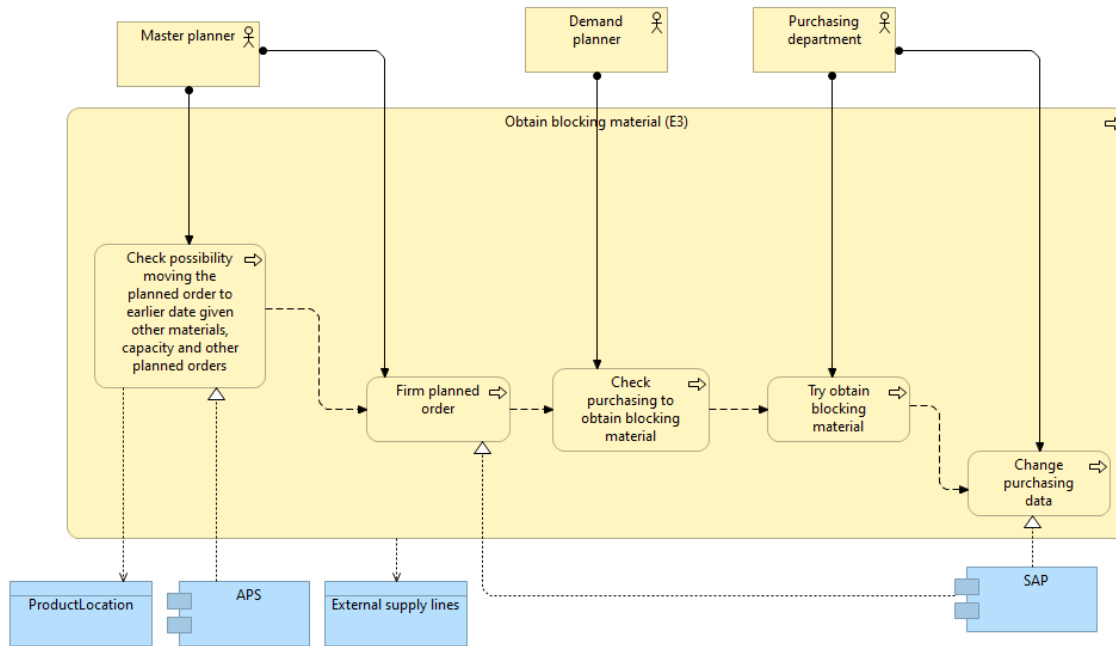 Master planner
Demand
planner
Purchasing
department
Obtain blocking material (E3)
Check possibility
moving the
planned order to
earlier date given
other materials,
capacity and other
planned orders
Firm planned
order
Check
purchasing to
obtain blocking
material
Try obtain
blocking
material
Change
purchasing
data
ProductLocation
APS
External supply lines
SAP